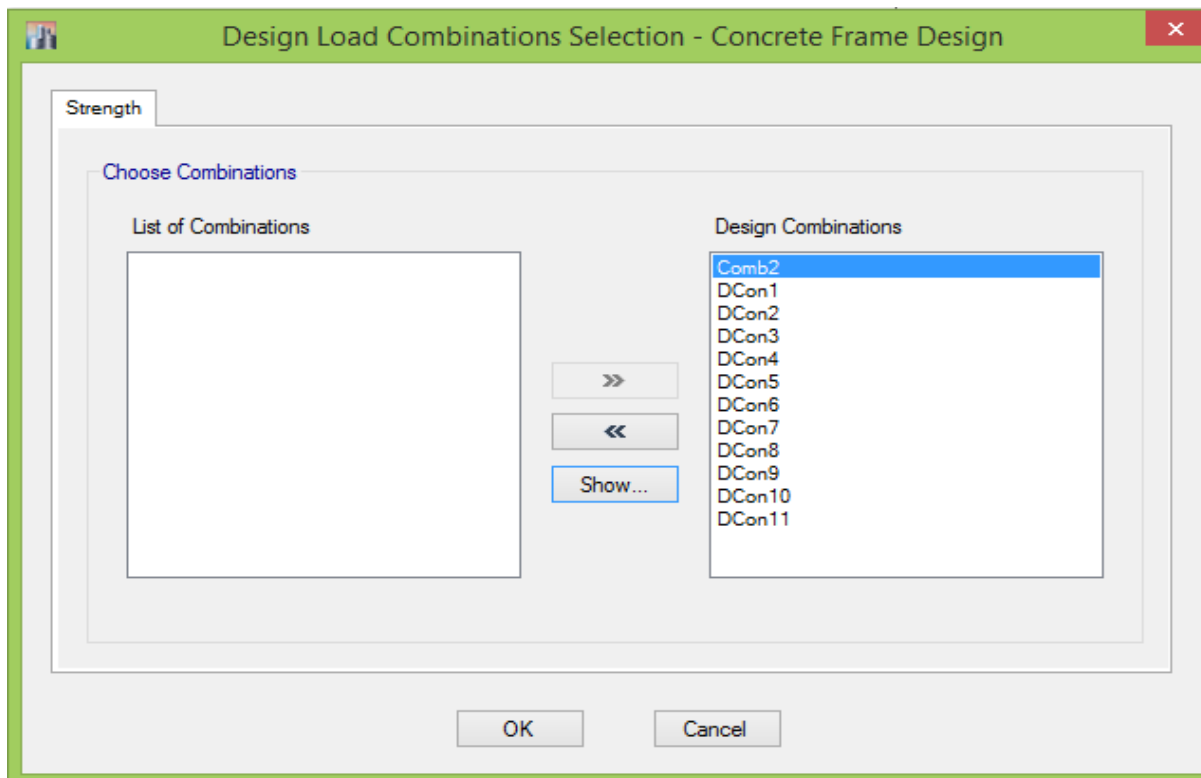 Design Load Combinations Selection - Concrete Frame Design
Strength
Choose Combinations
List of Combinations
Design Combinations
Comb2
DCon1
DCon2
DCon3
DCon4
DCon5
DCon6
DCon7
DCon8
DCon9
DCon10
DCon11
>>
<<
Show...
OK
Cancel